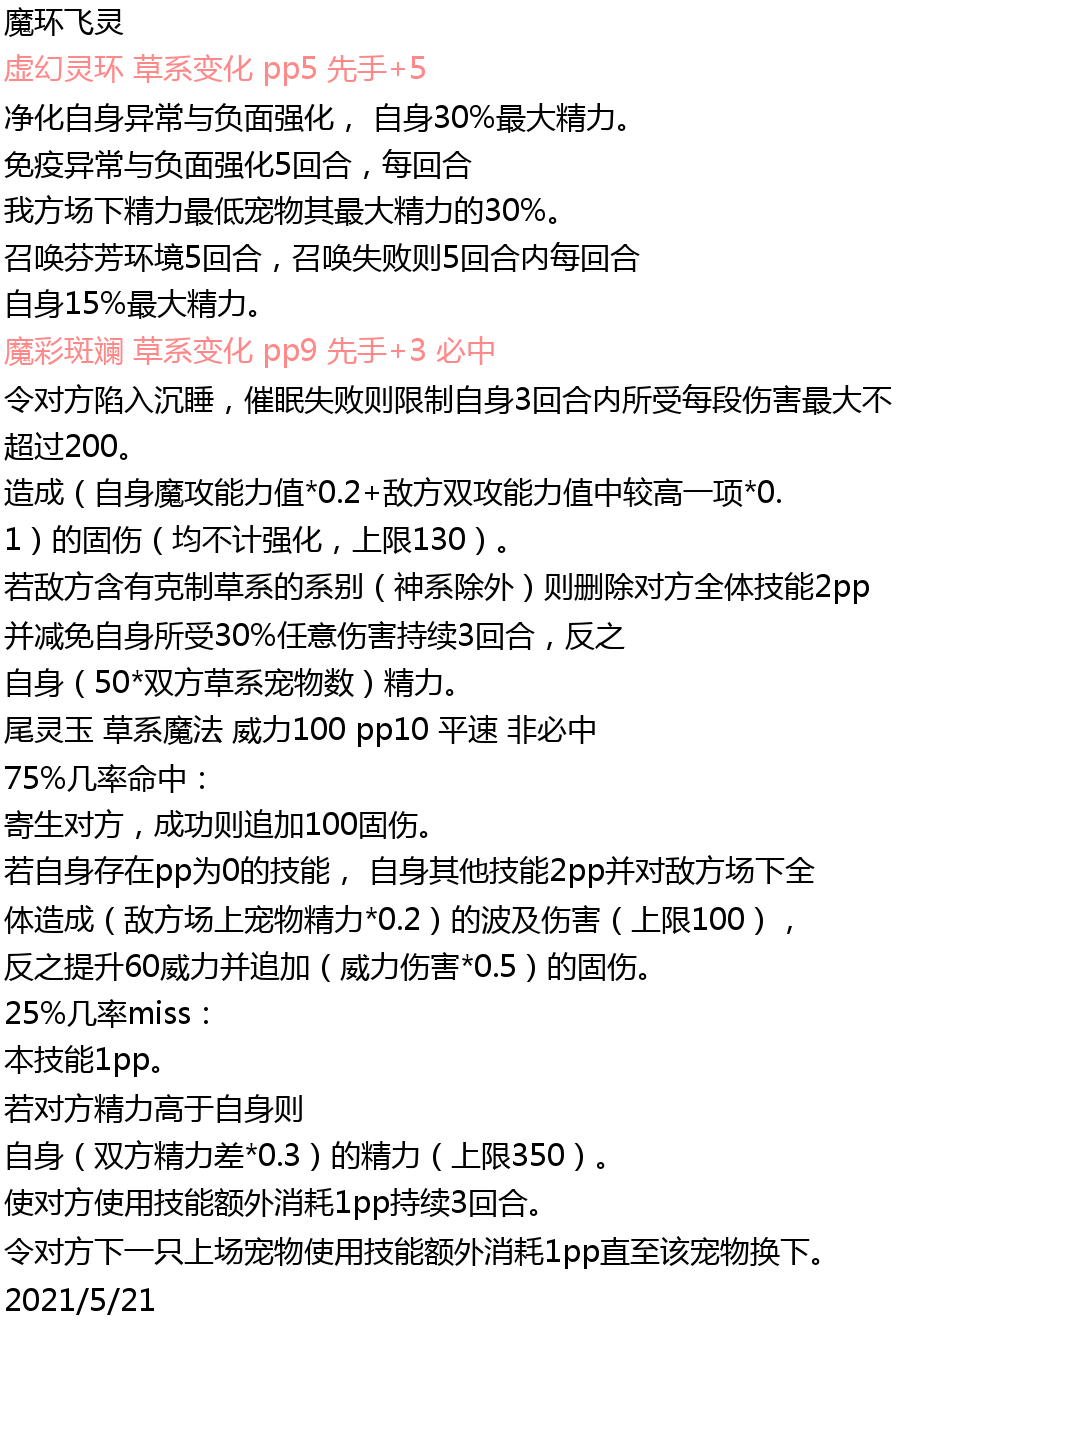 魔环飞灵
虚幻灵环 草系变化 pp5 先手+5
净化自身异常与负面强化， 自身30%最大精力。
免疫异常与负面强化5回合，每回合
我方场下精力最低宠物其最大精力的30%。
召唤芬芳环境5回合，召唤失败则5回合内每回合
自身15%最大精力。
魔彩斑斓 草系变化 pp9 先手+3 必中
令对方陷入沉睡，催眠失败则限制自身3回合内所受每段伤害最大不
超过200。
造成（自身魔攻能力值*0.2+敌方双攻能力值中较高一项*0.
1）的固伤（均不计强化，上限130）。
若敌方含有克制草系的系别（神系除外）则删除对方全体技能2pp
并减免自身所受30%任意伤害持续3回合，反之
自身（50*双方草系宠物数）精力。
尾灵玉 草系魔法 威力100 pp10 平速 非必中
75%几率命中：
寄生对方，成功则追加100固伤。
若自身存在pp为0的技能， 自身其他技能2pp并对敌方场下全
体造成（敌方场上宠物精力*0.2）的波及伤害（上限100），
反之提升60威力并追加（威力伤害*0.5）的固伤。
25%几率miss：
本技能1pp。
若对方精力高于自身则
自身（双方精力差*0.3）的精力（上限350）。
使对方使用技能额外消耗1pp持续3回合。
令对方下一只上场宠物使用技能额外消耗1pp直至该宠物换下。
2021/5/21